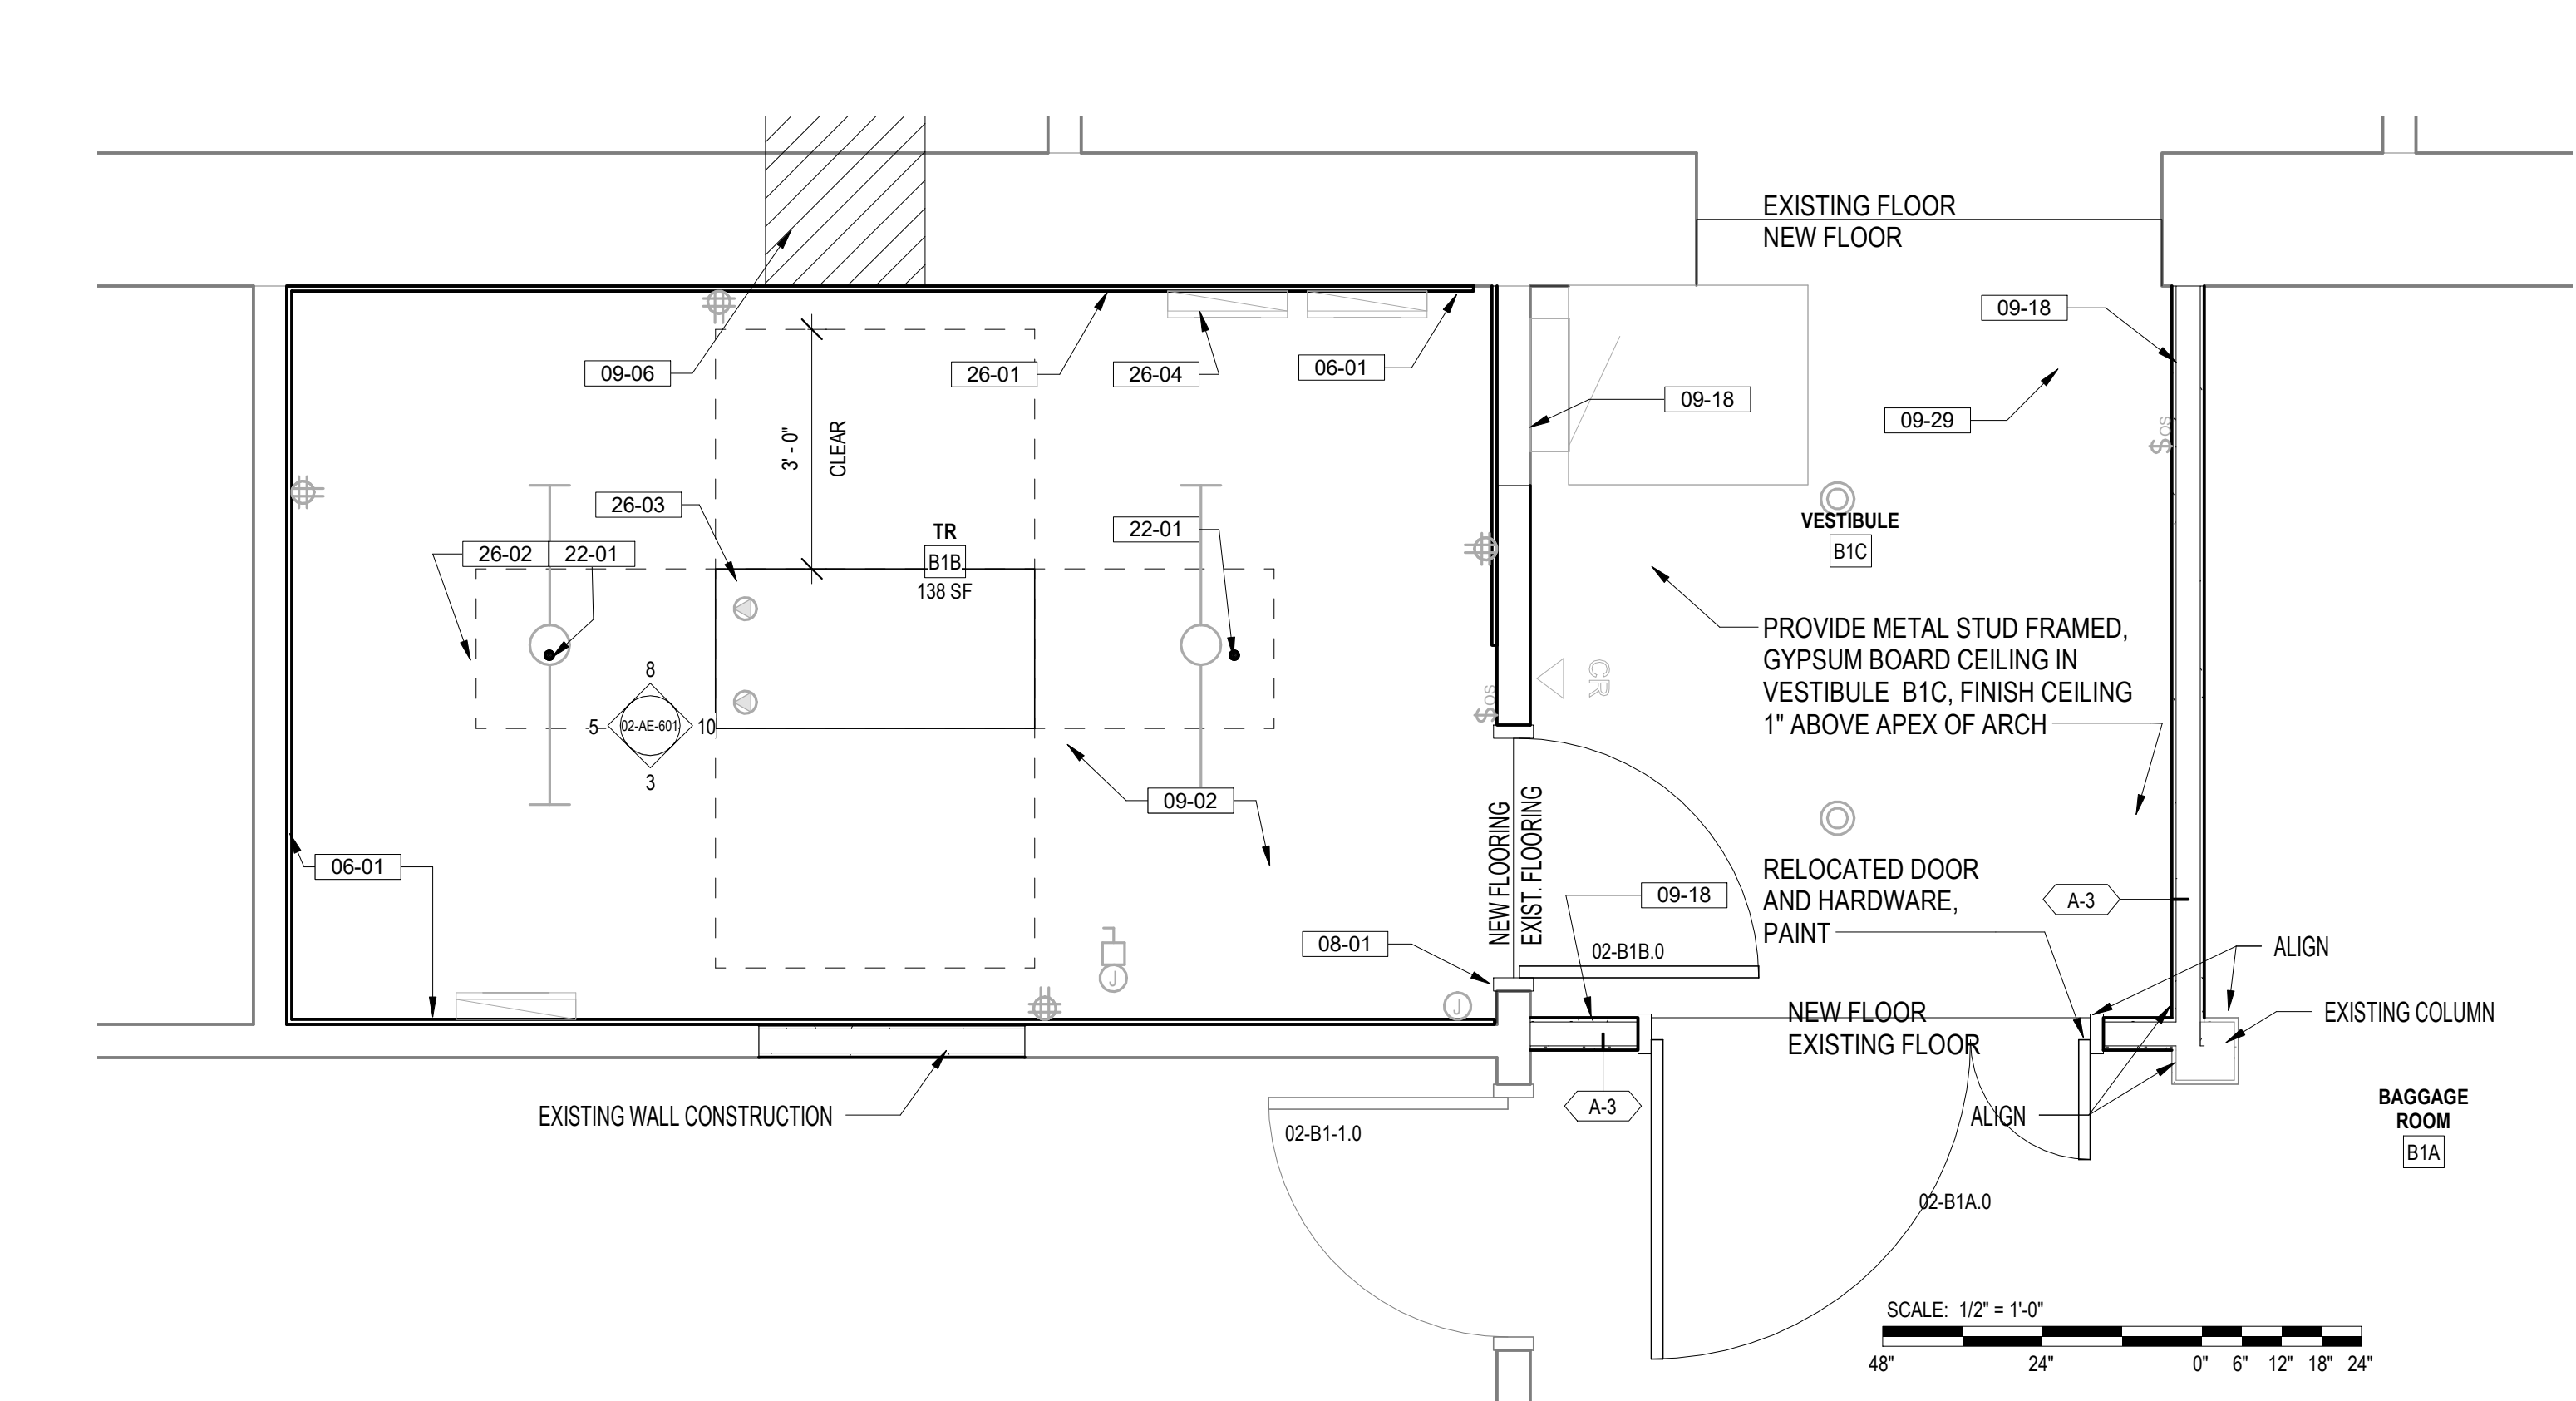 EXISTING FLOOR
NEW FLOOR
09-18
09-06
26-01
26-04
06-01
09-18
09-29
3' - 0"
CLEAR
$OS
26-03
TR
B1B
138 SF
22-01
26-02
22-01
VESTIBULE
B1C
PROVIDE METAL STUD FRAMED,
GYPSUM BOARD CEILING IN
VESTIBULE B1C, FINISH CEILING
1" ABOVE APEX OF ARCH
8
5
02-AE-601
10
3
$OS
CR
09-02
NEW FLOORING
EXIST. FLOORING
06-01
RELOCATED DOOR
AND HARDWARE,
PAINT
09-18
A-3
08-01
02-B1B.0
ALIGN
J
J
NEW FLOOR
EXISTING FLOOR
EXISTING COLUMN
EXISTING WALL CONSTRUCTION
A-3
ALIGN
02-B1-1.0
BAGGAGE
ROOM
B1A
02-B1A.0
SCALE: 1/2" = 1'-0"
48" 24" 0" 6" 12" 18" 24"